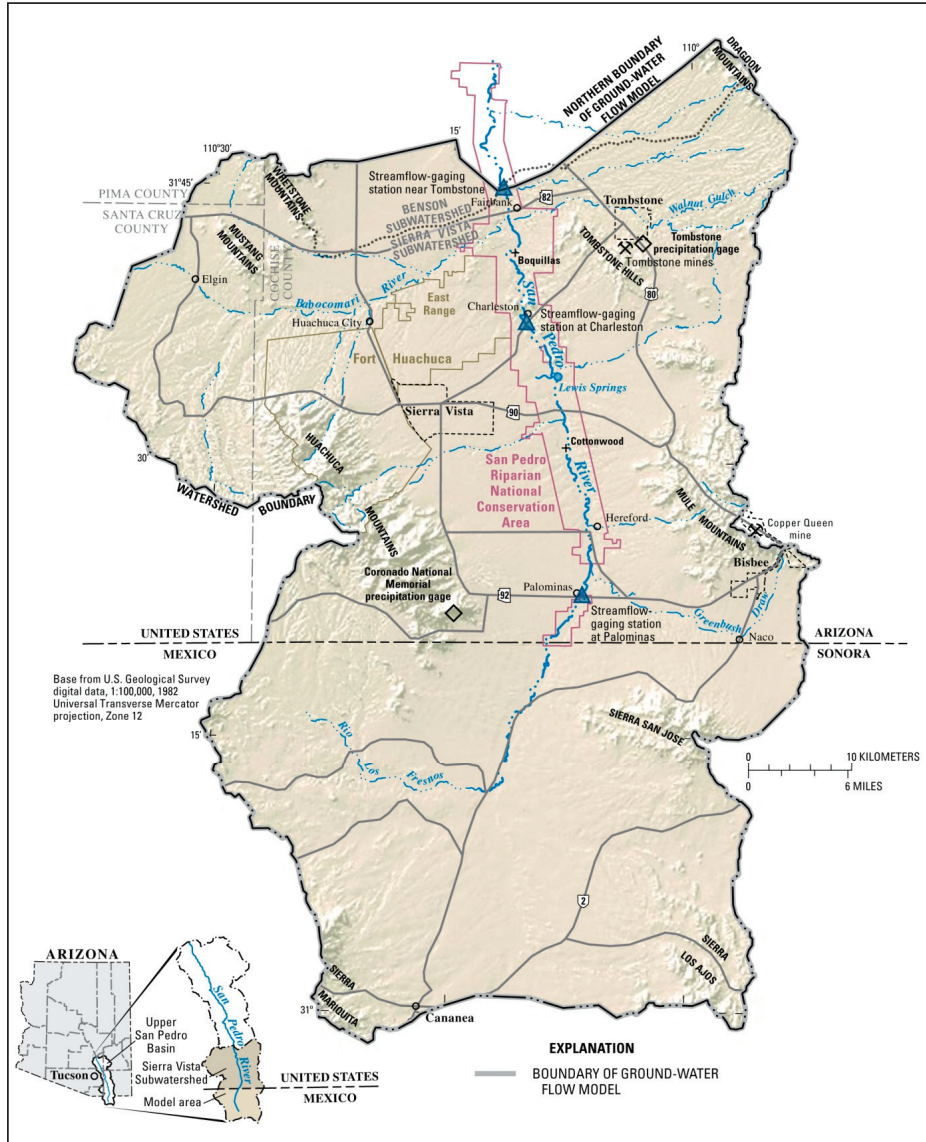 DRAGOON
MOUNTAINS
110°
NORTHERN BOUNDARY
OF GROUND-WATER
FLOW MODEL
15'
110°30'
31°45'
WHETSTONE
MOUNTAINS
Streamflow-gaging
station near Tombstone
PIMA COUNTY
SANTA CRUZ
COUNTY
COCHISE
COUNTY
Fairbank
82
BENSON
SUBWATERSHED
SIERRA VISTA
SUBWATERSHED
Tombstone
Walnut Gulch
Tombstone
precipitation gage
Tombstone mines
TOMBSTONE HILLS
MUSTANG
MOUNTAINS
Boquillas
Elgin
Babocomari River
East
Range
80
Charleston
Streamflow-gaging
station at Charleston
Huachuca City
Fort Huachuca
San Pedro River
Lewis Springs
Sierra Vista
90
Cottonwood
HUACHUCA
MOUNTAINS
30'
WATERSHED BOUNDARY
San Pedro
Riparian
National
Conservation
Area
Hereford
MULE MOUNTAINS
Copper Queen
mine
Bisbee
Coronado National
Memorial
precipitation gage
92
Palominas
Streamflow-
gaging station
at Palominas
Greenbush Draw
Naco
UNITED STATES
MEXICO
ARIZONA
SONORA
Base from U.S. Geological Survey
digital data, 1:100,000, 1982
Universal Transverse Mercator
projection, Zone 12
15'
Rio Los Fresnos
SIERRA SAN JOSE
0 10 KILOMETERS
0 6 MILES
2
SIERRA
LOS AJOS
SIERRA
MARIQUITA
31°
Cananea
ARIZONA
Upper
San Pedro
Basin
Tucson
Sierra Vista
Subwatershed
Model area
San Pedro River
UNITED STATES
MEXICO
EXPLANATION
BOUNDARY OF GROUND-WATER
FLOW MODEL